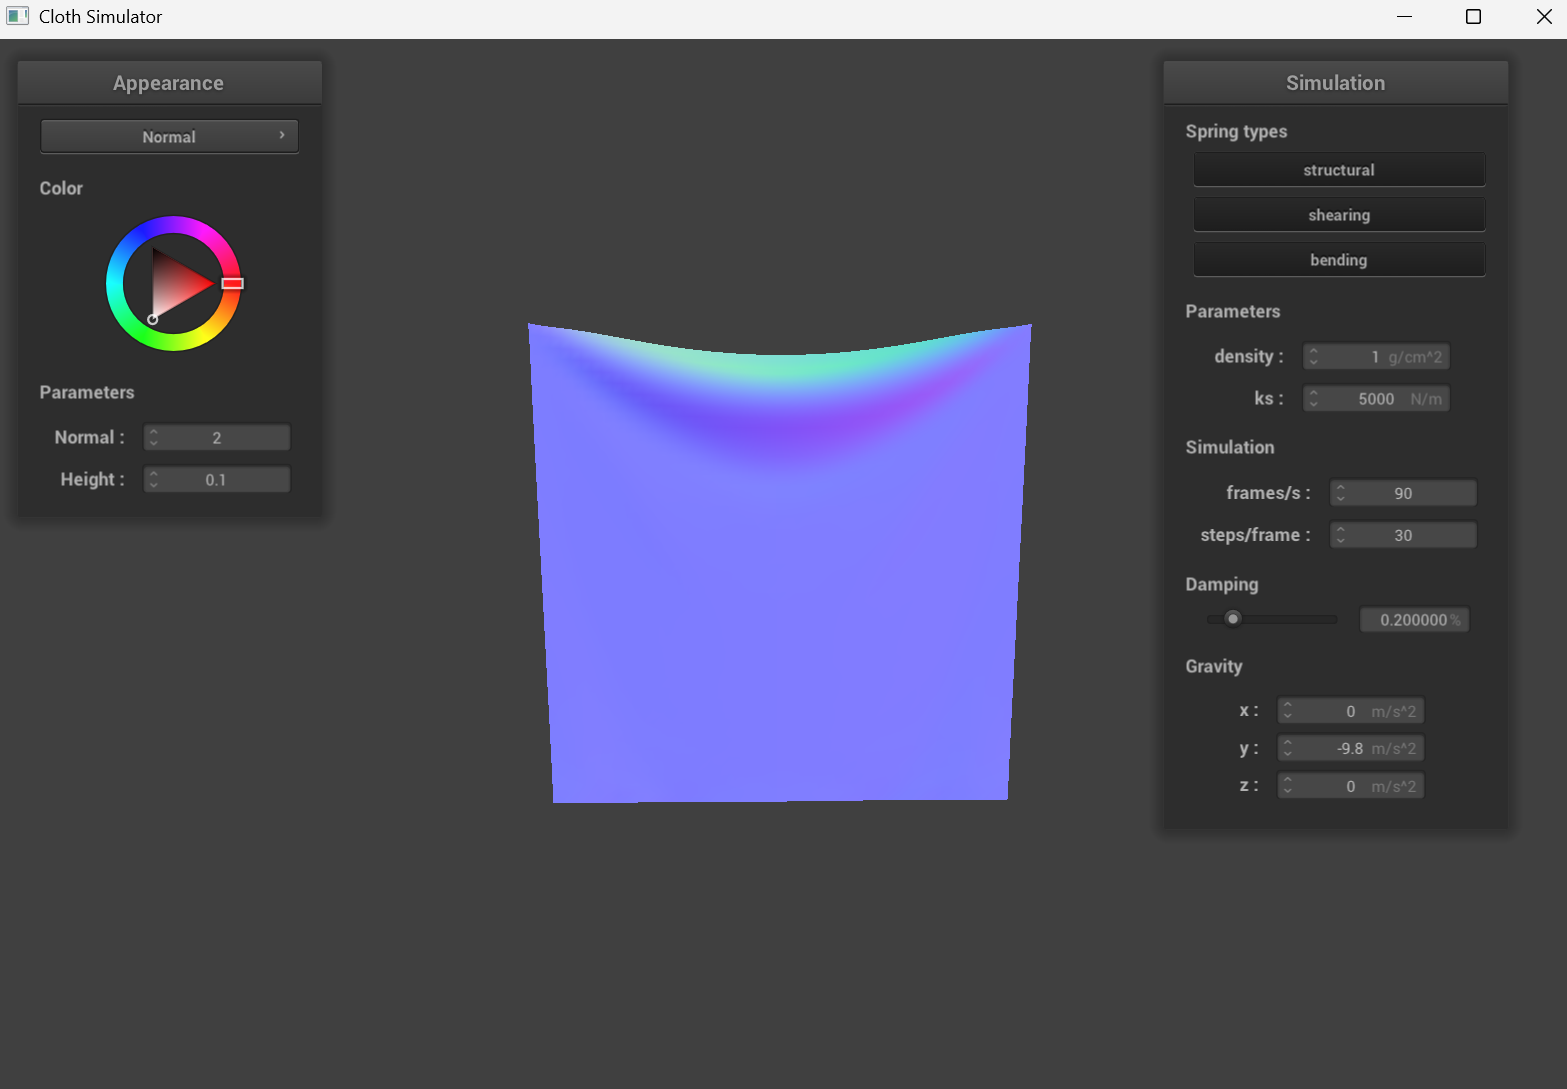 Cloth Simulator
Appearance
Normal
Color
Parameters
Normal : 2
Height : 0.1
Simulation
Spring types
structural
shearing
bending
Parameters
density : 1 g/cm^2
ks : 5000 N/m
Simulation
frames/s : 90
steps/frame : 30
Damping
0.200000 %
Gravity
x : 0 m/s^2
y : -9.8 m/s^2
z : 0 m/s^2